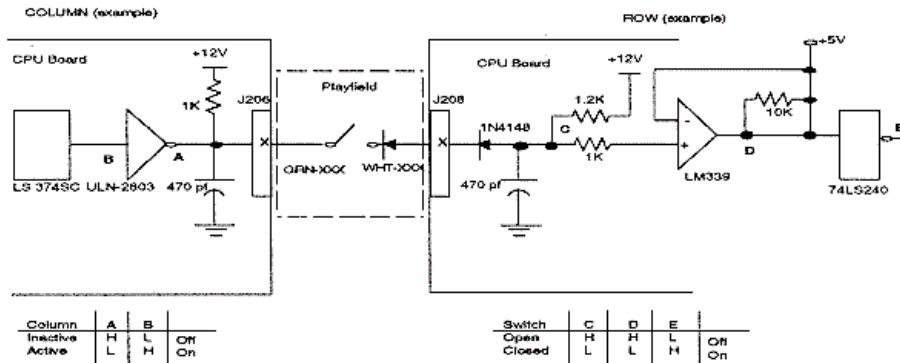 COLUMN (example)
ROW (example)
CPU Board
+12V
1K
J206
X
B
A
LS 374SC
ULN-2803
470 pf
Playfield
GRN-XXX
WHT-XXX
J208
X
CPU Board
+12V
1.2K
1N4148
C
1K
470 pf
-
+
LM339
+5V
10K
D
74LS240
E
Column A B
Inactive H L Off
Active L H On
Switch C D E
Open H H L Off
Closed L L H On